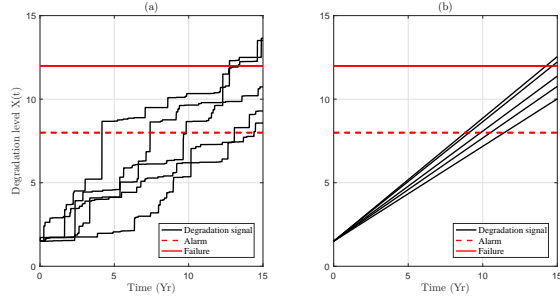 (a)
Degradation level X(t)
15
10
5
0
0
5
10
15
Time (Yr)
Degradation signal
Alarm
Failure
(b)
15
10
5
0
0
5
10
15
Time (Yr)
Degradation signal
Alarm
Failure